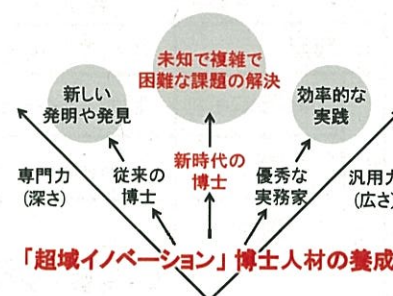 未知で複雑で
困難な課題の解決
新しい
発明や発見
効率的な
実践
新時代の
博士
専門力
(深さ)
従来の
博士
優秀な
実務家
汎用力
(広さ)
「超域イノベーション」博士人材の養成